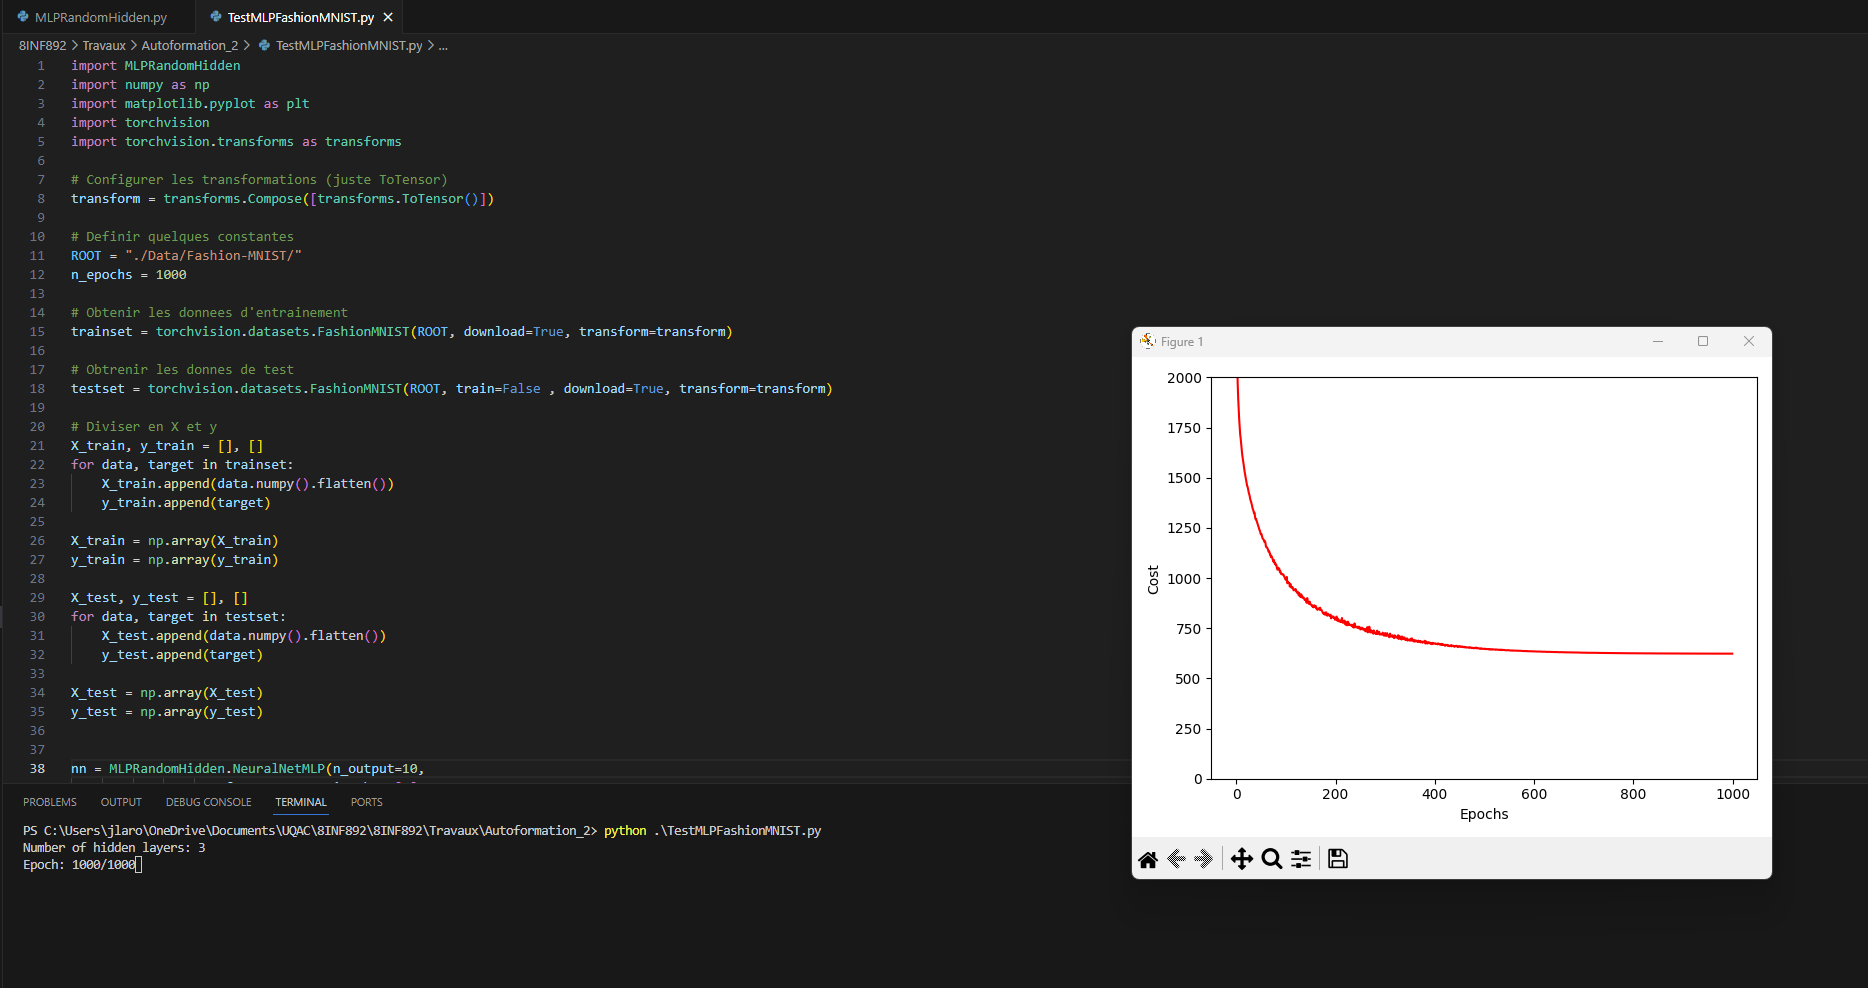 MLPRandomHidden.py
TestMLPFashionMNIST.py
8INF892 > Travaux > Autoformation_2 > TestMLPFashionMNIST.py > ...
1 import MLPRandomHidden
2 import numpy as np
3 import matplotlib.pyplot as plt
4 import torchvision
5 import torchvision.transforms as transforms
6
7 # Configurer les transformations (juste ToTensor)
8 transform = transforms.Compose([transforms.ToTensor()])
9
10 # Definir quelques constantes
11 ROOT = "./Data/Fashion-MNIST/"
12 n_epochs = 1000
13
14 # Obtenir les donnees d'entrainement
15 trainset = torchvision.datasets.FashionMNIST(ROOT, download=True, transform=transform)
16
17 # Obtrenir les donnes de test
18 testset = torchvision.datasets.FashionMNIST(ROOT, train=False , download=True, transform=transform)
19
20 # Diviser en X et y
21 X_train, y_train = [], []
22 for data, target in trainset:
23 X_train.append(data.numpy().flatten())
24 y_train.append(target)
25
26 X_train = np.array(X_train)
27 y_train = np.array(y_train)
28
29 X_test, y_test = [], []
30 for data, target in testset:
31 X_test.append(data.numpy().flatten())
32 y_test.append(target)
33
34 X_test = np.array(X_test)
35 y_test = np.array(y_test)
36
37
38 nn = MLPRandomHidden.NeuralNetMLP(n_output=10,
PROBLEMS OUTPUT DEBUG CONSOLE TERMINAL PORTS
PS C:\Users\jlaro\OneDrive\Documents\UQAC\8INF892\8INF892\Travaux\Autoformation_2> python .\TestMLPFashionMNIST.py
Number of hidden layers: 3
Epoch: 1000/1000
Figure 1
2000
1750
1500
1250
1000
750
500
250
0
Cost
0 200 400 600 800 1000
Epochs